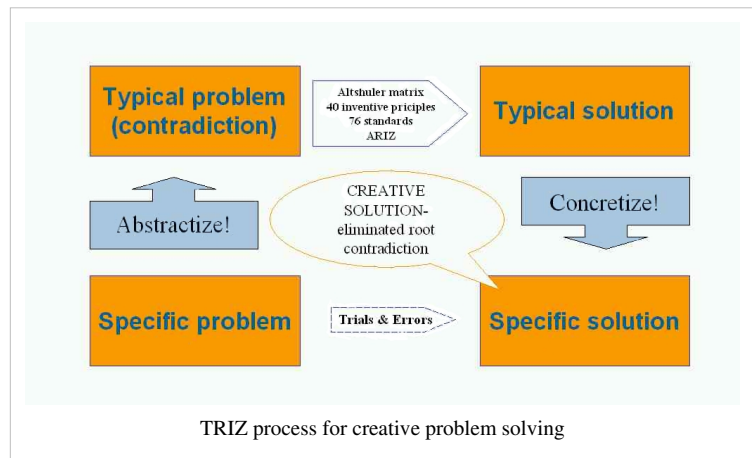 Typical problem
(contradiction)
Altshuler matrix
40 inventive priciples
76 standards
ARIZ
Typical solution
Abstractize!
CREATIVE
SOLUTION-
eliminated root
contradiction
Concretize!
Specific problem
Trials & Errors
Specific solution
TRIZ process for creative problem solving